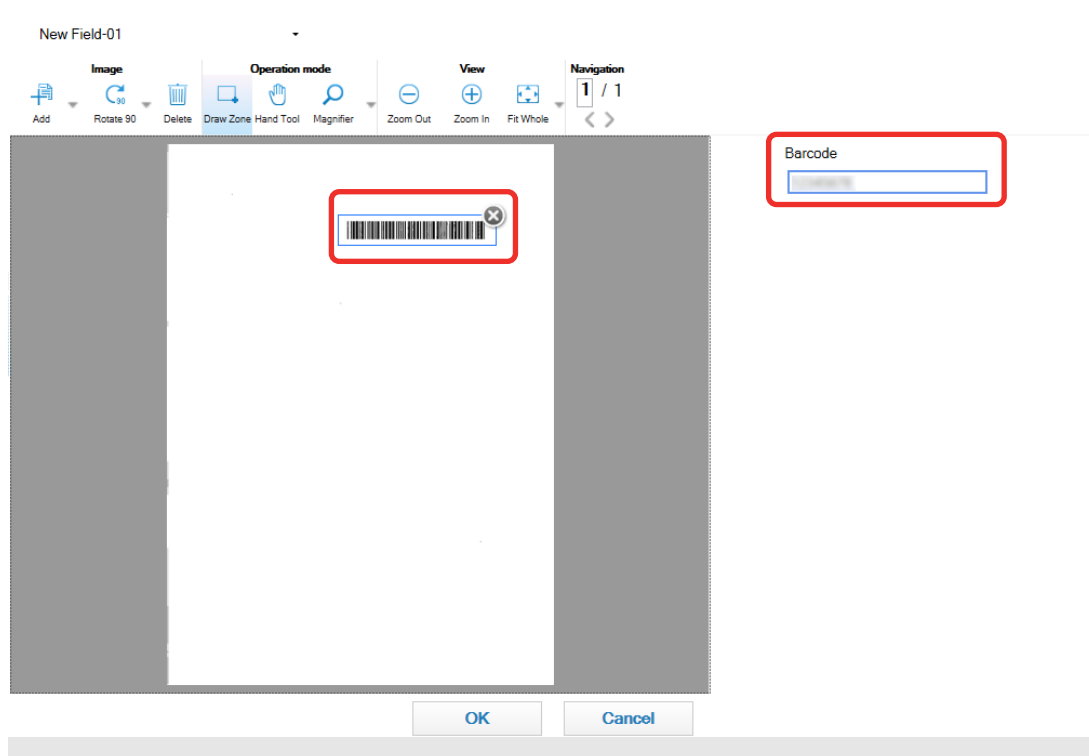 New Field-01
Image Operation mode View Navigation
90
1 / 1
Add Rotate 90 Delete Draw Zone Hand Tool Magnifier Zoom Out Zoom In Fit Whole
Barcode
OK Cancel